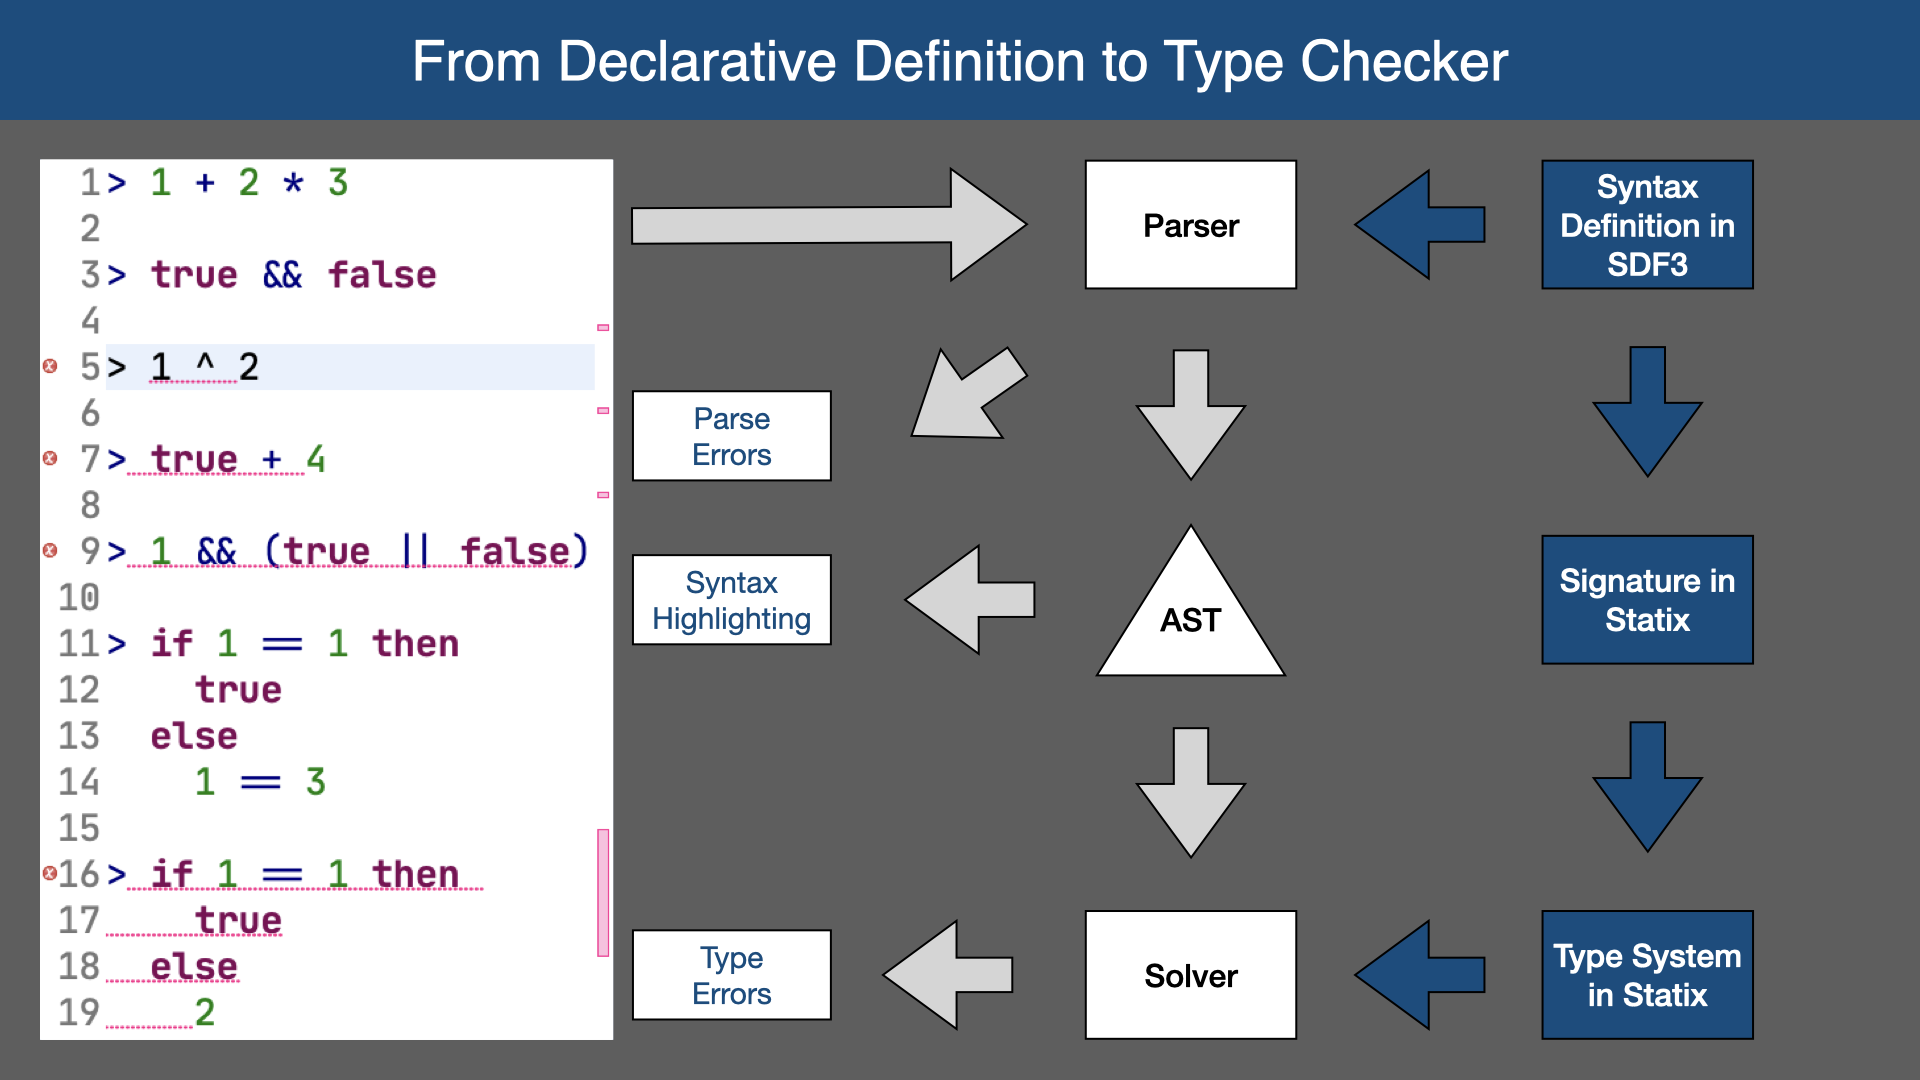 From Declarative Definition to Type Checker
1> 1 + 2 * 3
2
3> true && false
4
5> 1 ^ 2
6
7> true + 4
8
9> 1 && (true || false)
10
11> if 1 == 1 then
12 true
13 else
14 1 == 3
15
16> if 1 == 1 then
17 true
18 else
19 2
Parser
Syntax
Definition in
SDF3
Parse
Errors
Syntax
Highlighting
AST
Signature in
Statix
Type
Errors
Solver
Type System
in Statix